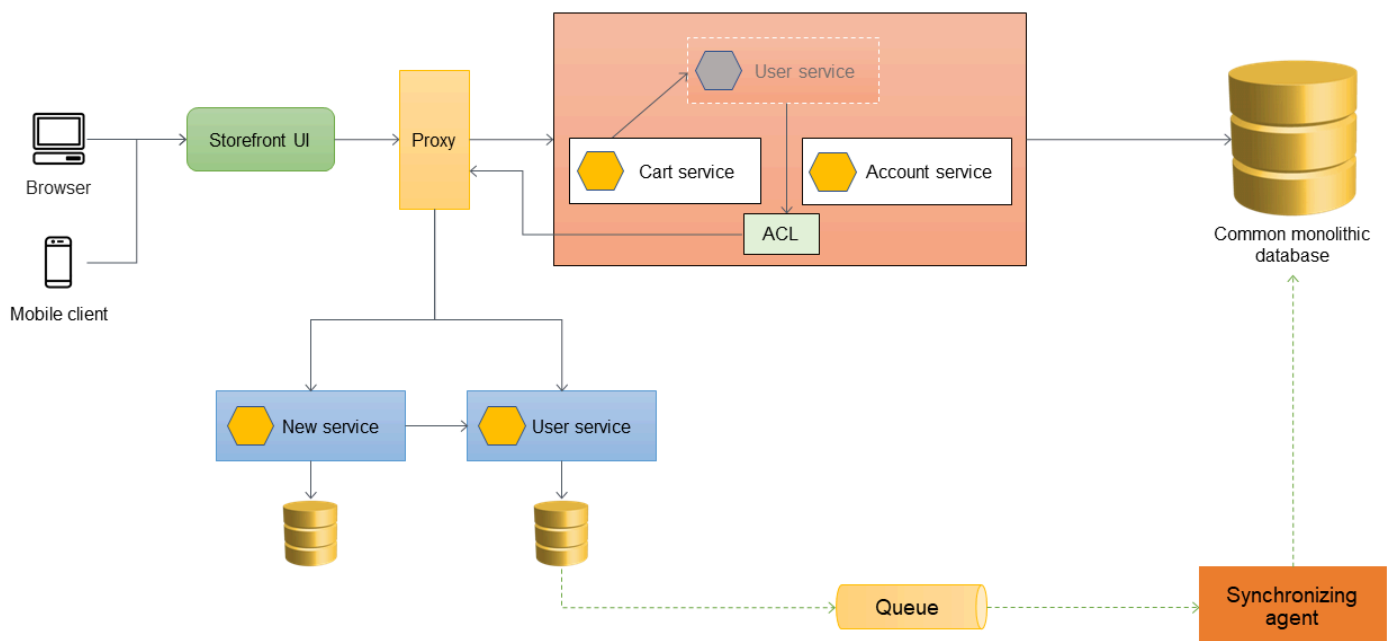 User service
Storefront UI
Proxy
Cart service
Account service
Browser
ACL
Common monolithic
database
Mobile client
New service
User service
Queue
Synchronizing
agent